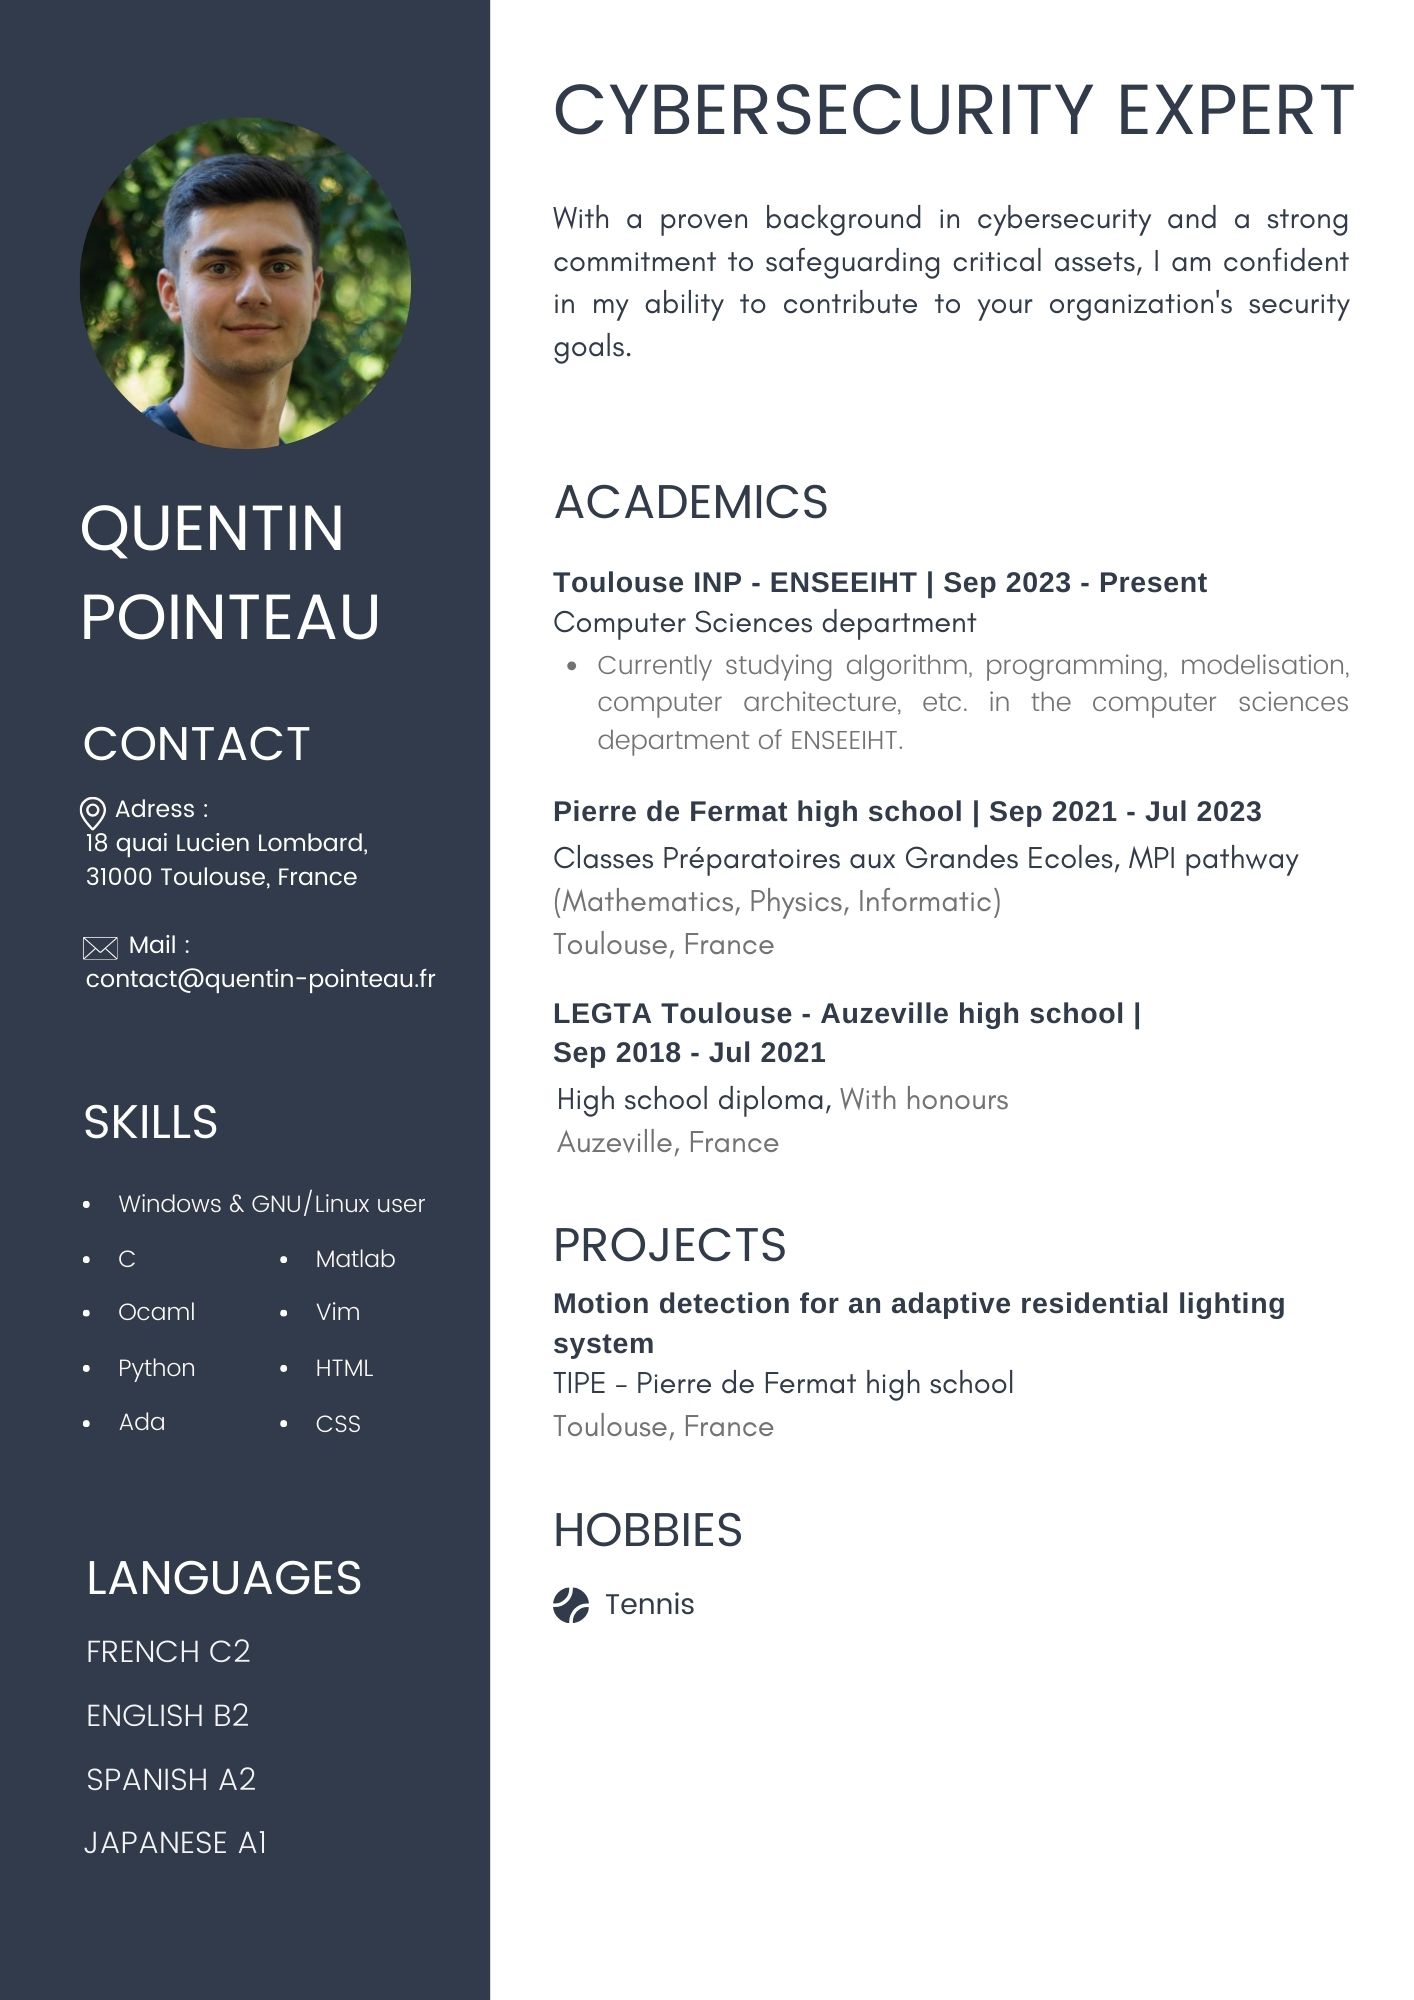 QUENTIN
POINTEAU
CONTACT
Adress :
18 quai Lucien Lombard,
31000 Toulouse, France
Mail :
contact@quentin-pointeau.fr
SKILLS
• Windows & GNU/Linux user
• C
• Ocaml
• Python
• Ada
• Matlab
• Vim
• HTML
• CSS
LANGUAGES
FRENCH C2
ENGLISH B2
SPANISH A2
JAPANESE A1
CYBERSECURITY EXPERT
With a proven background in cybersecurity and a strong
commitment to safeguarding critical assets, I am confident
in my ability to contribute to your organization's security
goals.
ACADEMICS
Toulouse INP - ENSEEIHT | Sep 2023 - Present
Computer Sciences department
• Currently studying algorithm, programming, modelisation,
computer architecture, etc. in the computer sciences
department of ENSEEIHT.
Pierre de Fermat high school | Sep 2021 - Jul 2023
Classes Préparatoires aux Grandes Ecoles, MPI pathway
(Mathematics, Physics, Informatic)
Toulouse, France
LEGTA Toulouse - Auzeville high school |
Sep 2018 - Jul 2021
High school diploma, With honours
Auzeville, France
PROJECTS
Motion detection for an adaptive residential lighting
system
TIPE - Pierre de Fermat high school
Toulouse, France
HOBBIES
Tennis